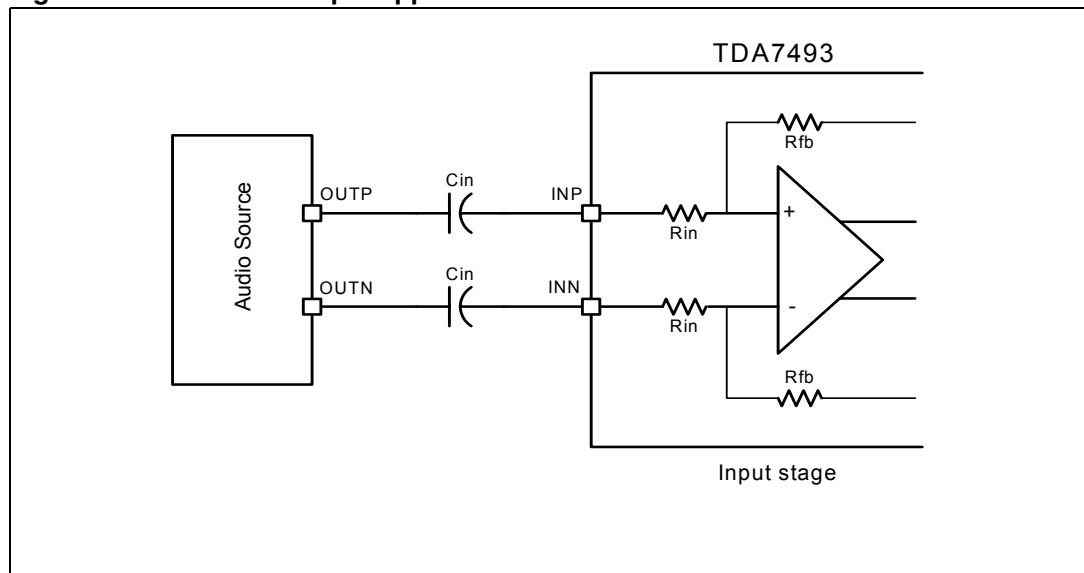 TDA7493
Rfb
Audio Source
OUTP
Cin
INP
Rin
+
OUTN
Cin
INN
Rin
-
Rfb
Input stage